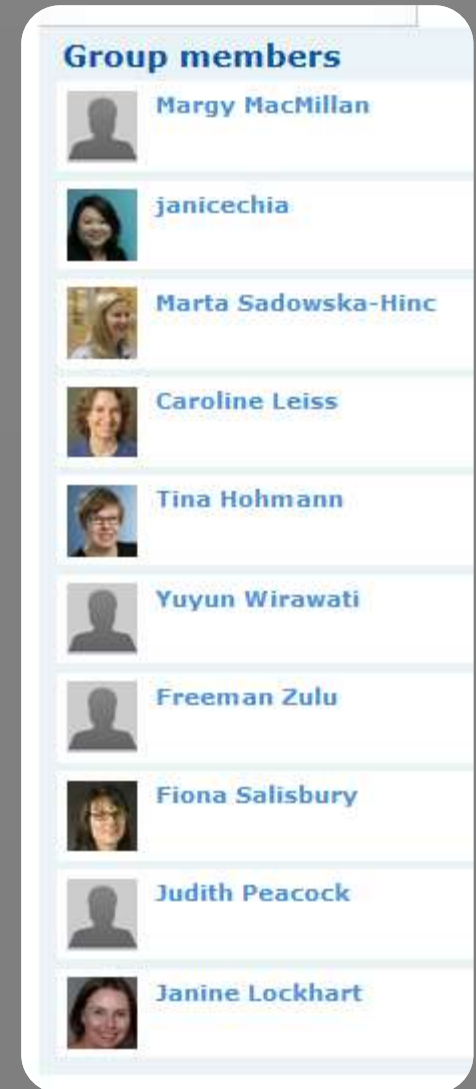 Group members
Margy MacMillan
janicechia
Marta Sadowska-Hinc
Caroline Leiss
Tina Hohmann
Yuyun Wirawati
Freeman Zulu
Fiona Salisbury
Judith Peacock
Janine Lockhart